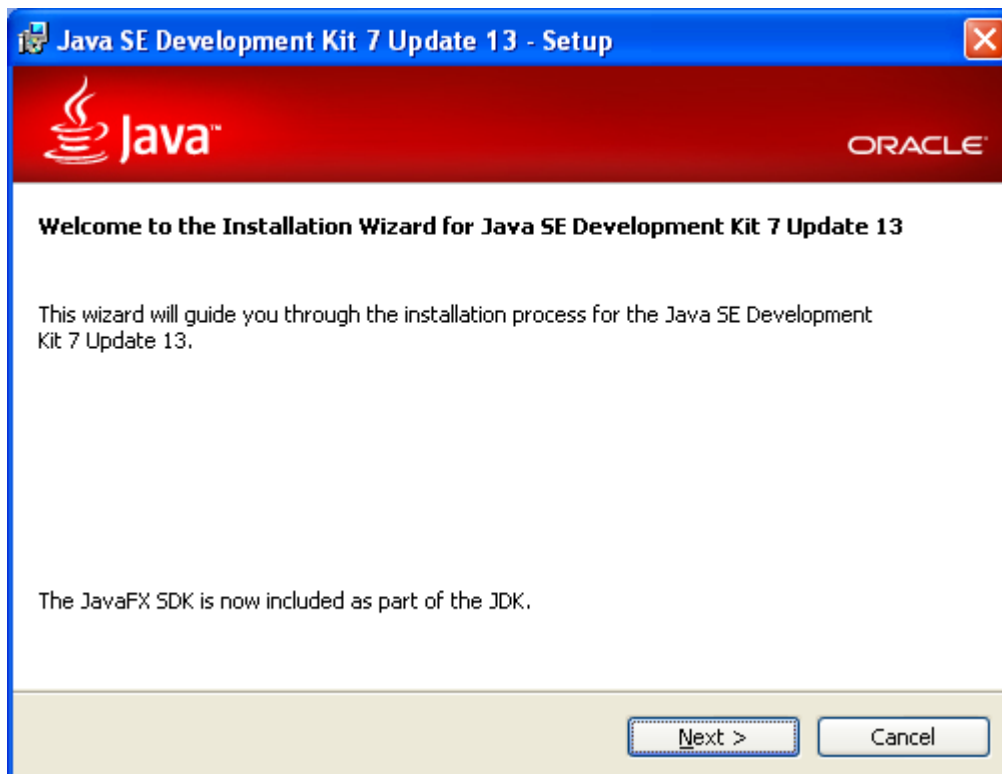 Java SE Development Kit 7 Update 13 - Setup
Java™
ORACLE®
Welcome to the Installation Wizard for Java SE Development Kit 7 Update 13
This wizard will guide you through the installation process for the Java SE Development
Kit 7 Update 13.
The JavaFX SDK is now included as part of the JDK.
Next >
Cancel